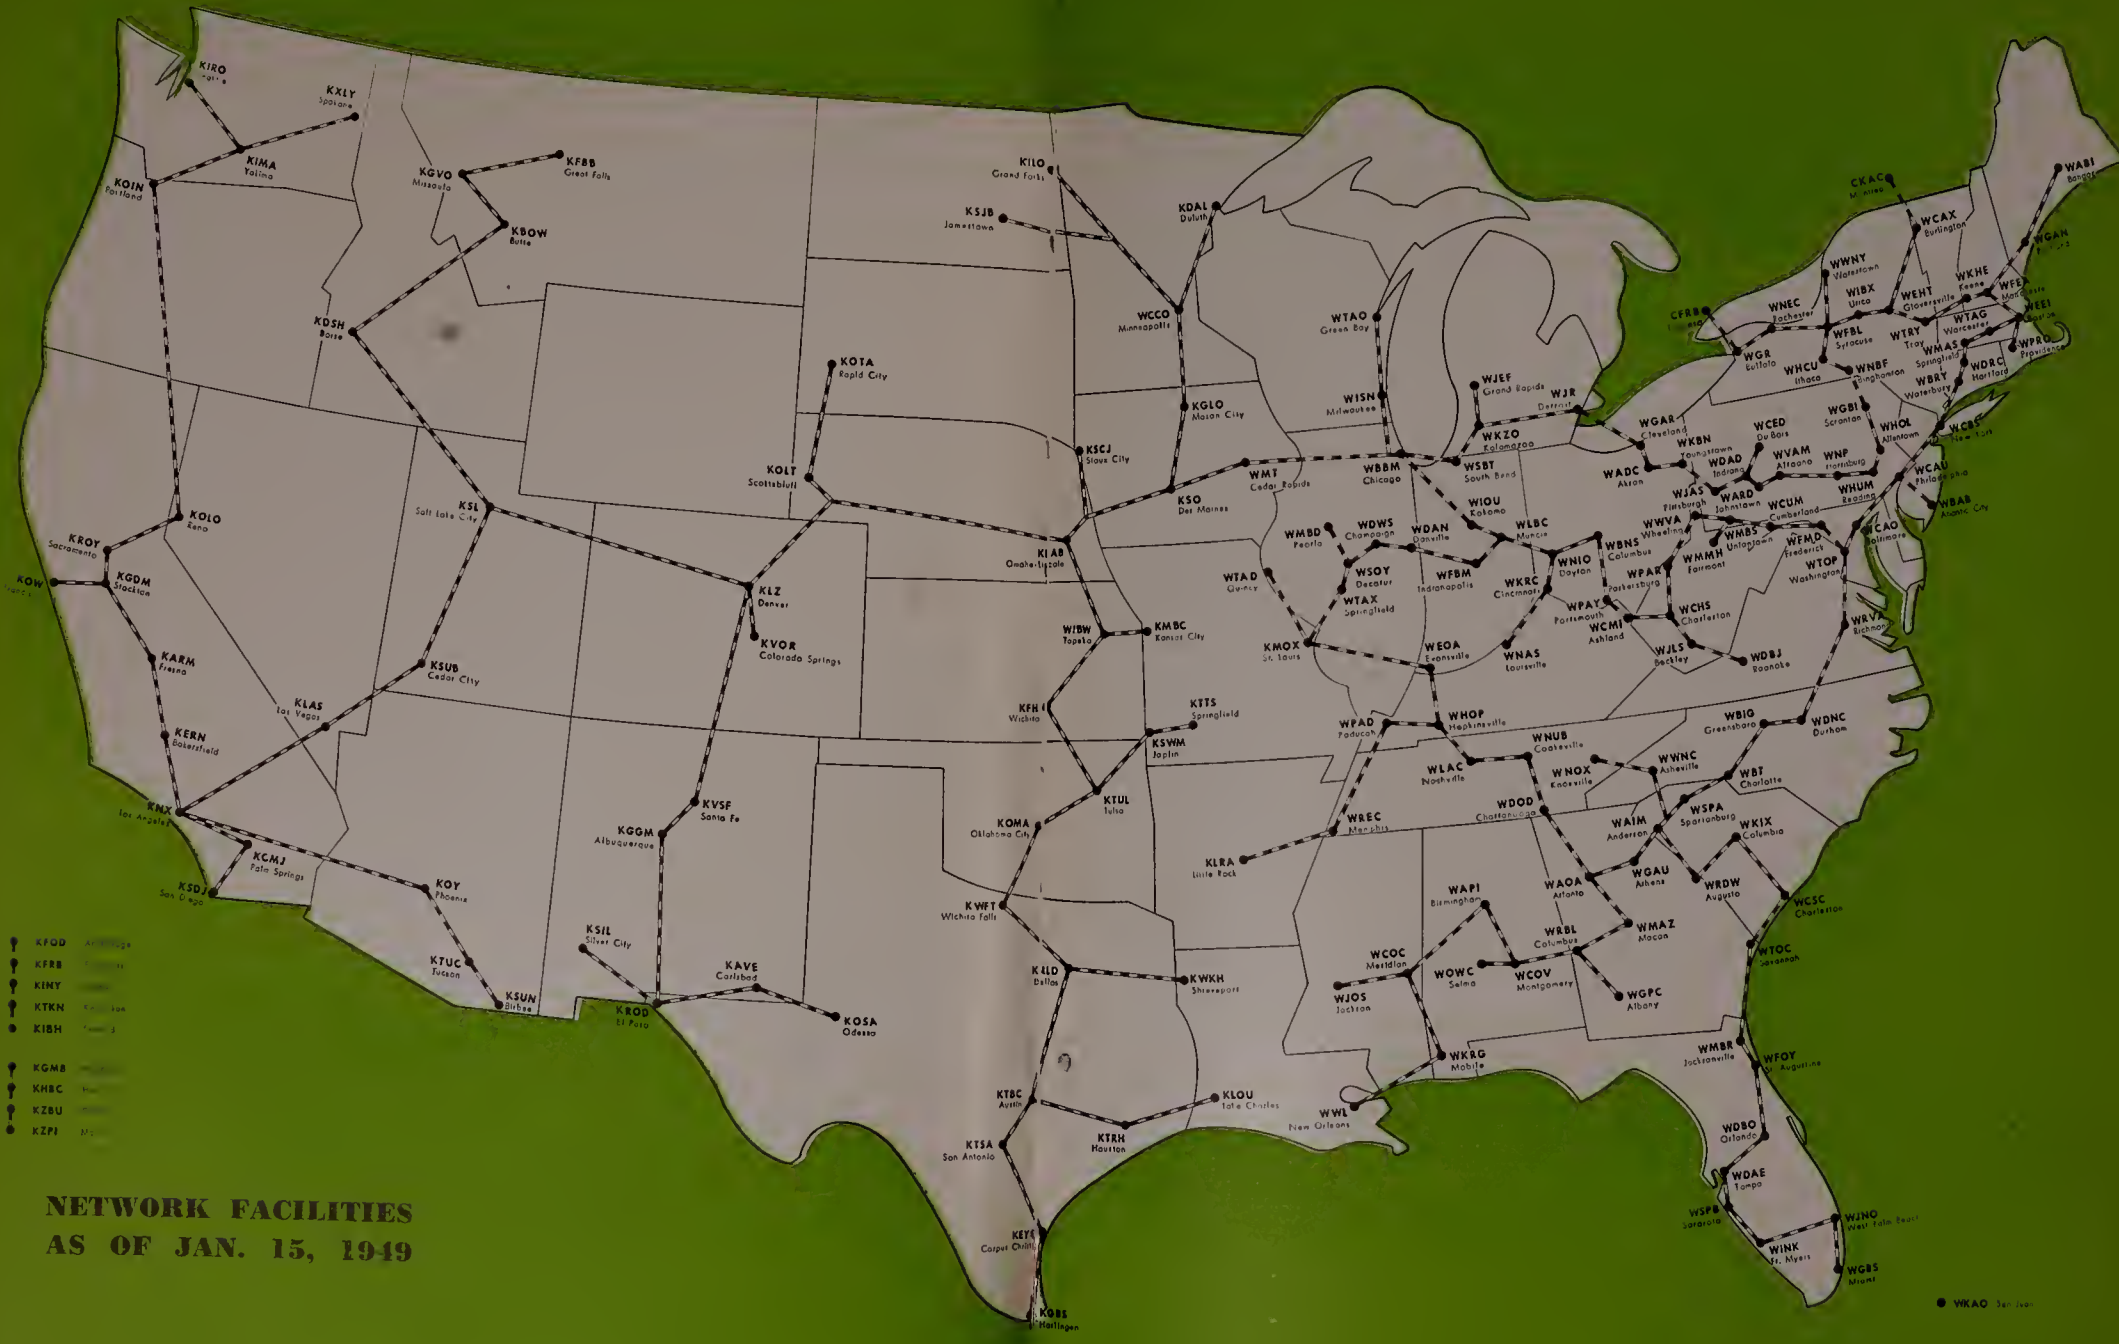 KIRO
KXLY
Spokane
KIMA
Yakima
KOIN
Portland
KGVO
Missoula
KFBB
Great Falls
KBOW
Butte
KDSH
Boise
KILO
Grand Forks
KSJB
Jamestown
KDAL
Duluth
WCCO
Minneapolis
WTAO
Green Bay
WISN
Milwaukee
KOTA
Rapid City
KGLO
Mason City
KSCJ
Sioux City
KOLT
Scottsbluff
WMT
Cedar Rapids
KSO
Des Moines
WBBM
Chicago
WSBT
South Bend
WJEF
Grand Rapids
WKZO
Kalamazoo
WJR
Detroit
CKAC
WCAX
Burlington
WABI
Bangor
WGAN
WWNY
Watertown
WKHE
Keene
WFEA
WEEI
WIBX
Utica
WEHT
Gloversville
WNEC
Rochester
CFRB
WGR
Buffalo
WFBL
Syracuse
WTRY
Troy
WTAG
Worcester
WPRO
Providence
WMAS
Springfield
WDRC
Hartford
WBRY
Waterbury
WHCU
Ithaca
WNBF
Binghamton
WGBI
Scranton
WHOL
Allentown
WCBS
New York
WCAU
Philadelphia
WBAB
Atlantic City
WGAR
Cleveland
WADC
Akron
WKBN
Youngstown
WCED
Du Bois
WDAD
Indiana
WVAM
Altoona
WNP
Harrisburg
WHUM
Reading
WJAS
Pittsburgh
WARD
Johnstown
WCUM
Cumberland
WCAO
Baltimore
WWVA
Wheeling
WMBS
Uniontown
WMMH
Fairmont
WFMD
Frederick
WTOP
Washington
WPAR
Parkersburg
WRVA
Richmond
WCHS
Charleston
WPAY
Portsmouth
WCMI
Ashland
WJLS
Beckley
WDBJ
Roanoke
WBNS
Columbus
WNIO
Dayton
WKRC
Cincinnati
WNAS
Louisville
WLBC
Muncie
WIOU
Kokomo
WFBM
Indianapolis
WDAN
Danville
WDWS
Champaign
WMBD
Peoria
WSOY
Decatur
WTAX
Springfield
WTAD
Quincy
KMOX
St. Louis
WEOA
Evansville
KSL
Salt Lake City
KOLO
Reno
KROY
Sacramento
KGDM
Stockton
KQW
KARM
Fresno
KERN
Bakersfield
KLAS
Las Vegas
KSUB
Cedar City
KLZ
Denver
KVOR
Colorado Springs
WIBW
Topeka
KMBC
Kansas City
KFH
Wichita
KTTS
Springfield
KSWM
Joplin
KTUL
Tulsa
KOMA
Oklahoma City
WPAD
Paducah
WHOP
Hopkinsville
WLAC
Nashville
WNUB
Cookeville
WNOX
Knoxville
WWNC
Asheville
WBIG
Greensboro
WDNC
Durham
WBT
Charlotte
WSPA
Spartanburg
WAIM
Anderson
WKIX
Columbia
WDOD
Chattanooga
WREC
Memphis
KLRA
Little Rock
WAOA
Atlanta
WGAU
Athens
WRDW
Augusta
WCSC
Charleston
WTOC
Savannah
WMAZ
Macon
WRBL
Columbus
WGPC
Albany
WAPI
Birmingham
WCOV
Montgomery
WOWC
Selma
WCOC
Meridian
WJOS
Jackson
WKRG
Mobile
WWL
New Orleans
KNX
Los Angeles
KCMJ
Palm Springs
KSDJ
San Diego
KOY
Phoenix
KTUC
Tucson
KSUN
Bisbee
KVSF
Santa Fe
KGGM
Albuquerque
KSIL
Silver City
KROD
El Paso
KAVE
Carlsbad
KOSA
Odessa
KWFT
Wichita Falls
Dallas
KWKH
Shreveport
KTBC
Austin
KTSA
San Antonio
KTRH
Houston
KLOU
Lake Charles
Corpus Christi
KGBS
Harlingen
WMBR
Jacksonville
WFOY
St. Augustine
WDBO
Orlando
WDAE
Tampa
WSPB
Sarasota
WINK
Ft. Myers
WJNO
West Palm Beach
WGBS
Miami
WKAO San Juan
KFOD
KFRB
KINY
KTKN
KIBH
KGMB
KHBC
KZBU
KZPI
NETWORK FACILITIES
AS OF JAN. 15, 1949